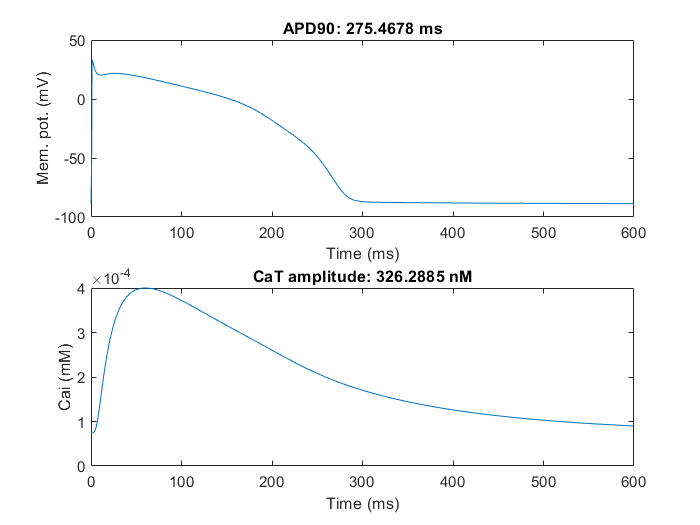 APD90: 275.4678 ms
50
0
-50
-100
Mem. pot. (mV)
0 100 200 300 400 500 600
Time (ms)
×10⁻⁴
CaT amplitude: 326.2885 nM
4
3
2
1
0
Cai (mM)
0 100 200 300 400 500 600
Time (ms)